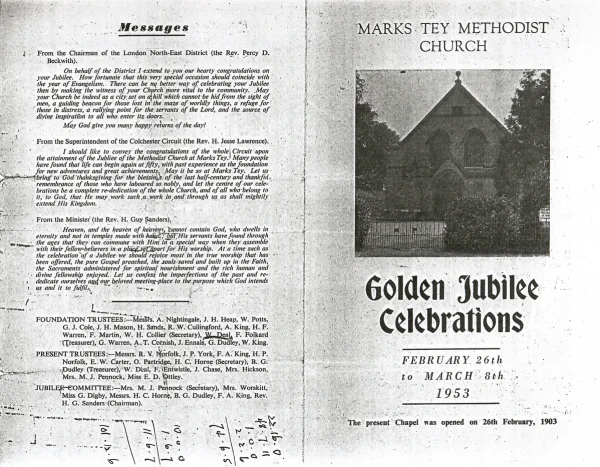 Messages
From the Chairman of the London North-East District (the Rev. Percy D.
Beckwith).
On behalf of the District I extend to you our hearty congratulations on
your Jubilee. How fortunate that this very special occasion should coincide with
the year of Evangelism. There can be no better way of celebrating your Jubilee
then by making the witness of your Church more vital to the community. May
your Church be indeed as a city set on a hill which cannot be hid from the sight of
men, a guiding beacon for those lost in the maze of worldly things, a refuge for
those in distress, a rallying point for the servants of the Lord, and the source of
divine inspiration to all who enter its doors.
May God give you many happy returns of the day!
From the Superintendent of the Colchester Circuit (the Rev. H. Jesse Lawrence).
I should like to convey the congratulations of the whole Circuit upon
the attainment of the Jubilee of the Methodist Church at Marks Tey. Many people
have found that life can begin again at fifty, with past experience as the foundation
for new adventures and great achievements. May it be so at Marks Tey. Let us
bring to God thanksgiving for the blessings of the last half-century and thankful
remembrance of those who have laboured so nobly, and let the centre of our cele-
brations be a complete re-dedication of the whole Church, and of all who belong to
it, to God, that He may work such a work in and through us as shall mightily
extend His Kingdom.
From the Minister (the Rev. H. Guy Sanders),
Heaven, and the heaven of heavens, cannot contain God, who dwells in
eternity and not in temples made with hands; but His servants have found through
the ages that they can commune with Him in a special way when they assemble
with their fellow-believers in a place set apart for His worship. At a time such as
the celebration of a Jubilee we should rejoice most in the true worship that has
been offered, the pure Gospel preached, the souls saved and built up in the Faith,
the Sacraments administered for spiritual nourishment and the rich human and
divine fellowship enjoyed. Let us confess the imperfections of the past and re-
dedicate ourselves and our beloved meeting-place to the purpose which God intends
us and it to fulfil.
FOUNDATION TRUSTEES:—Messrs. A. Nightingale, J. H. Heap, W. Potts,
G. J. Cole, J. H. Mason, H. Sands, R. W. Cullingford, A. King, H. F.
Warren, F. Martin, W. H. Collier (Secretary), W. Deal, F. Folkard
(Treasurer), G. Warren, A. T. Cornish, J. Ennals, G. Dudley, W. King.
PRESENT TRUSTEES:—Messrs. R. V. Norfolk, J. P. York, F. A. King, H. P.
Norfolk, E. W. Carter, O. Partridge, H. C. Horne (Secretary), B. G.
Dudley (Treasurer), W. Deal, F. Entwistle, J. Chase, Mrs. Hickson,
Mrs. M. J. Pennock, Miss E. D. Ottley.
JUBILEE COMMITTEE:—Mrs. M. J. Pennock (Secretary), Mrs. Worskitt,
Miss G. Digby, Messrs. H. C. Horne, B. G. Dudley, F. A. King, Rev.
H. G. Sanders (Chairman).
MARKS TEY METHODIST
CHURCH
Golden Jubilee
Celebrations
FEBRUARY 26th
to MARCH 8th
1953
The present Chapel was opened on 26th February, 1903